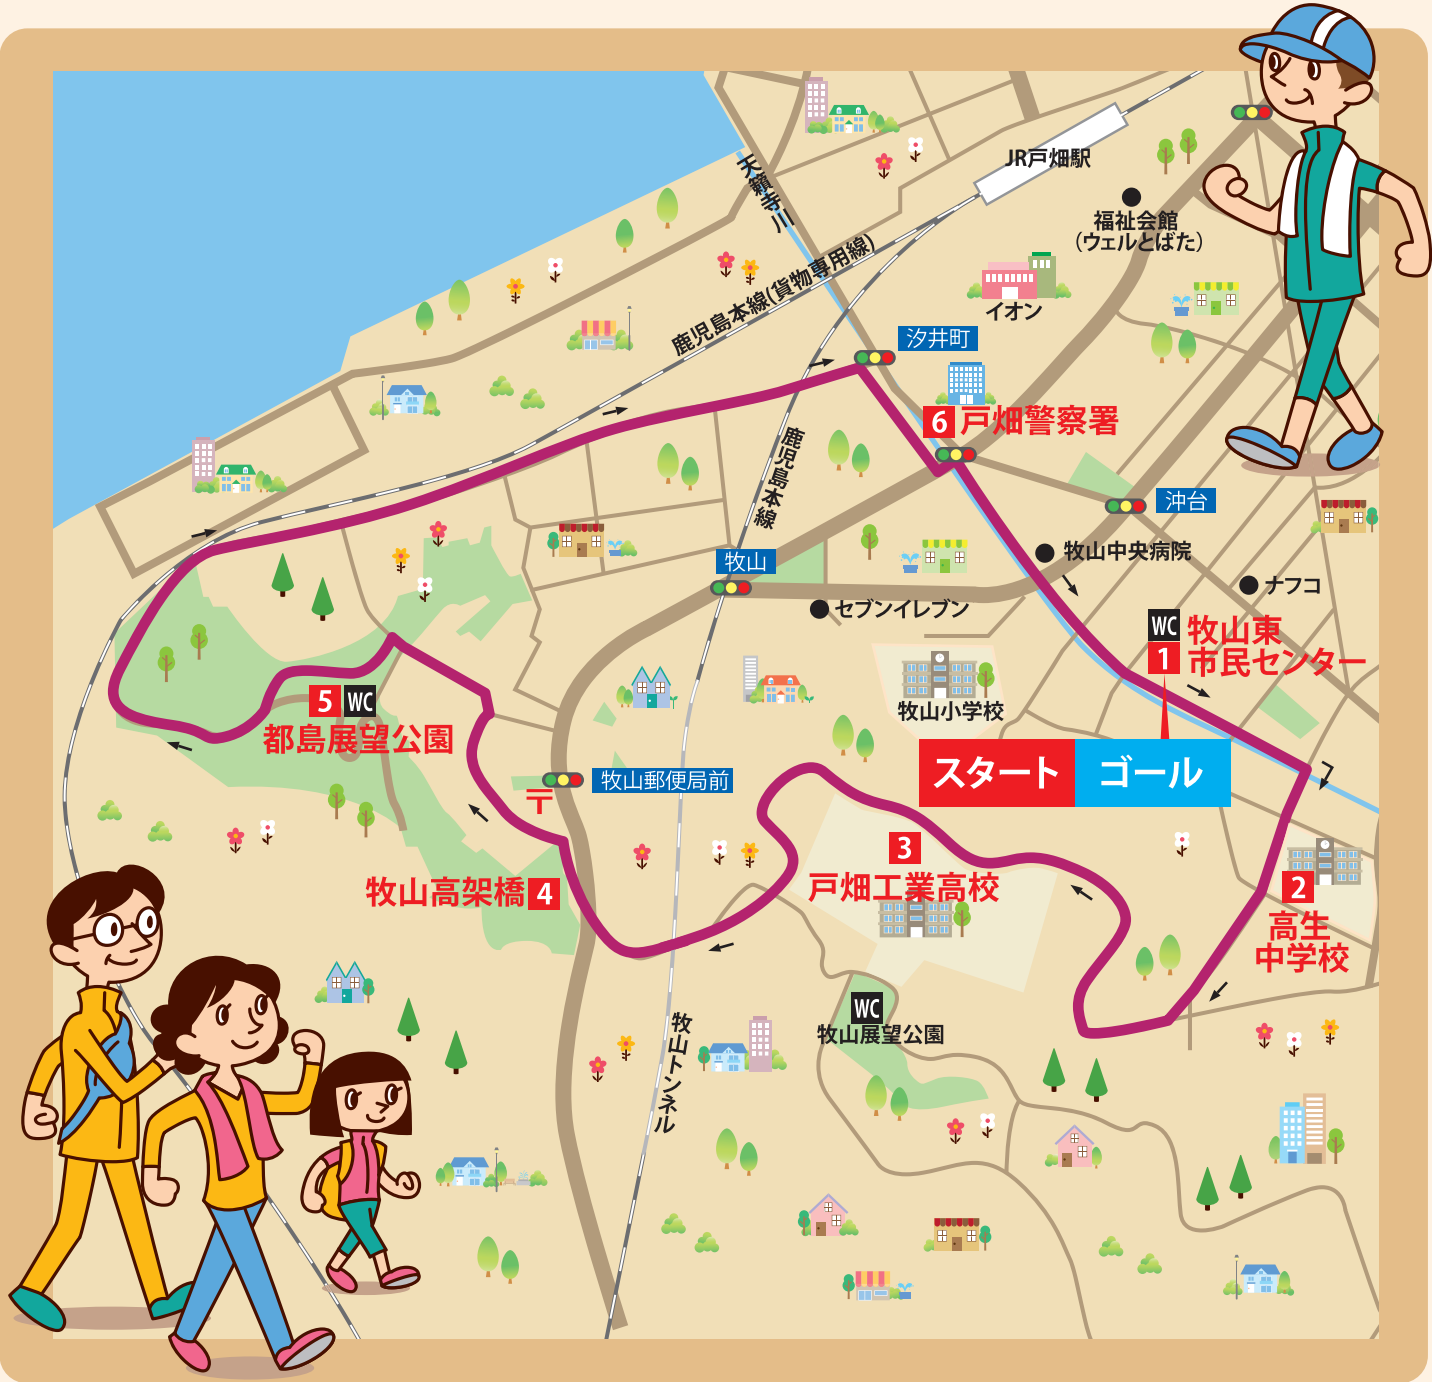 JR戸畑駅
天籟寺川
福祉会館
（ウェルとばた）
鹿児島本線(貨物専用線)
イオン
汐井町
6 戸畑警察署
鹿児島本線
沖台
牧山中央病院
牧山
ナフコ
セブンイレブン
WC
1 牧山東
市民センター
牧山小学校
5 WC
都島展望公園
スタート ゴール
牧山郵便局前
〒
3
戸畑工業高校
2
高生
中学校
牧山高架橋 4
WC
牧山展望公園
牧山トンネル